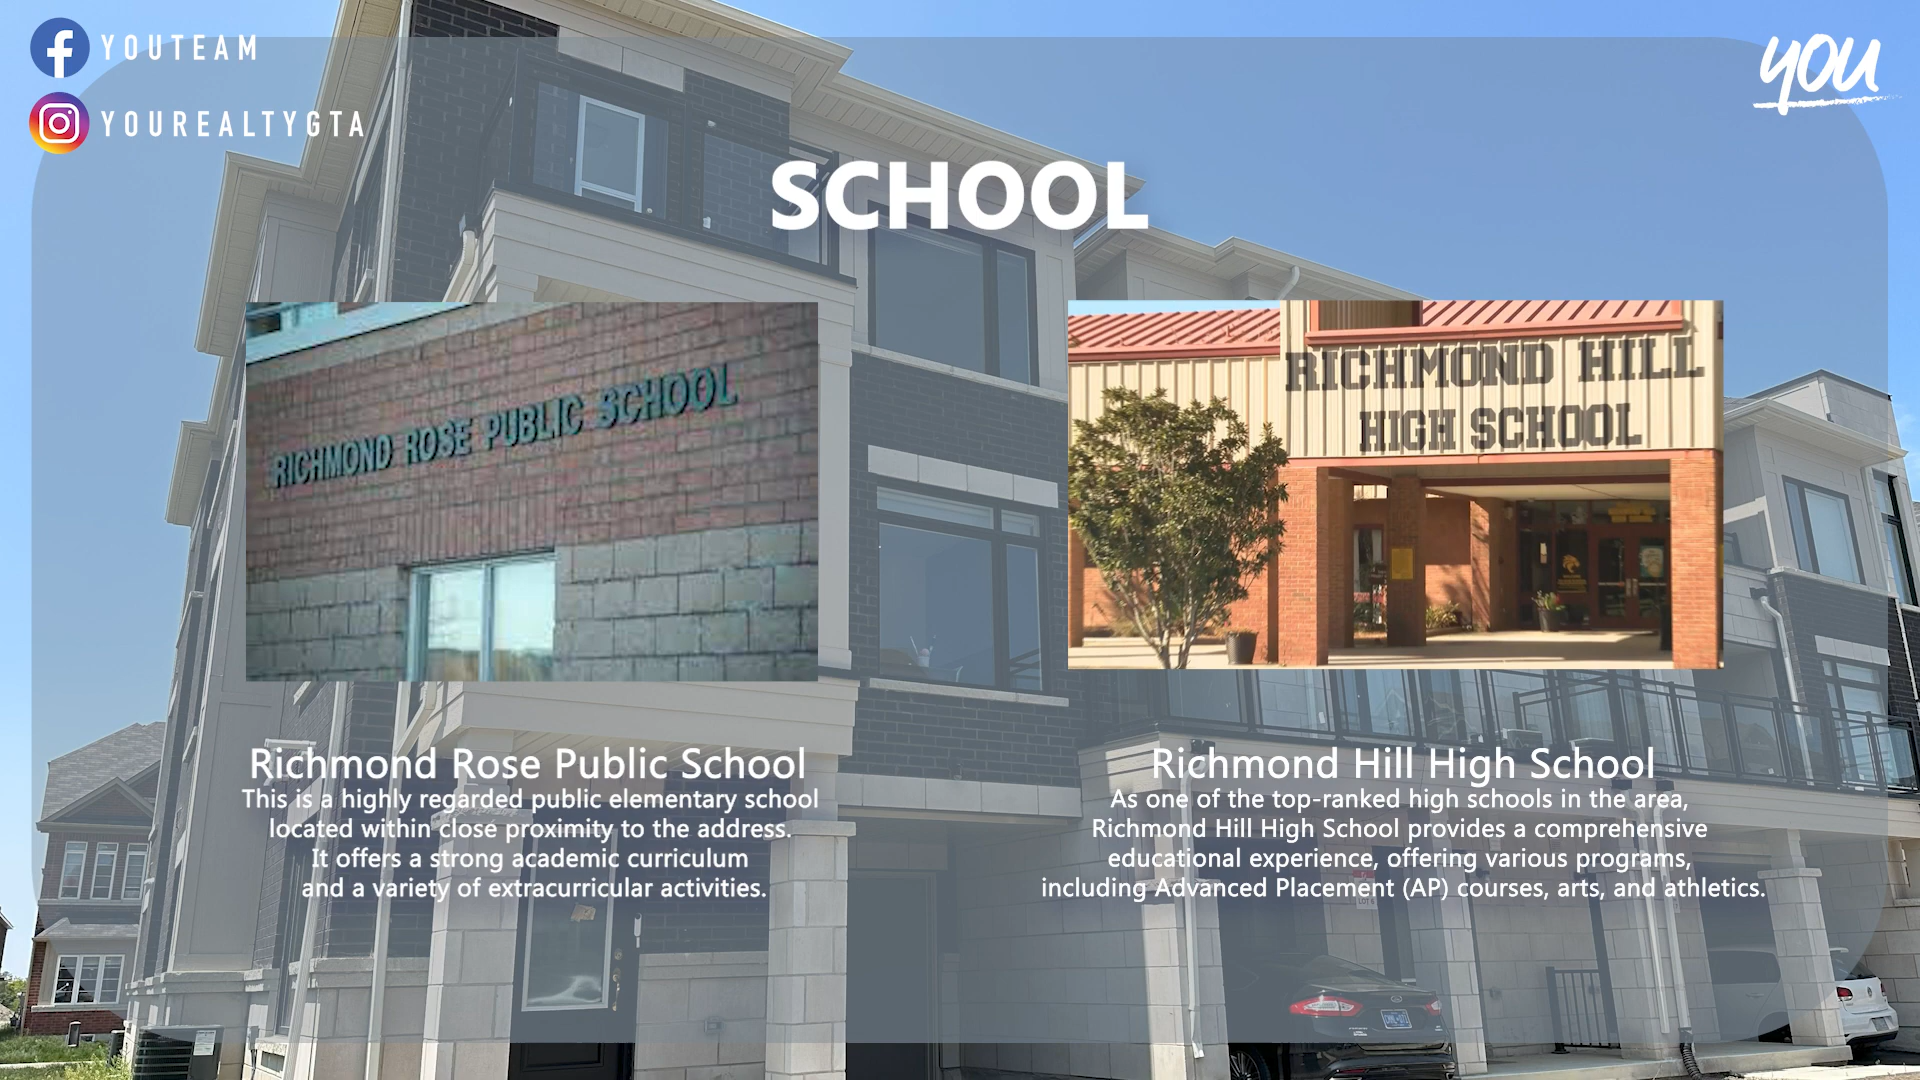 YOUTEAM
YOUREALTYGTA
you
SCHOOL
RICHMOND ROSE PUBLIC SCHOOL
RICHMOND HILL
HIGH SCHOOL
Richmond Rose Public School
This is a highly regarded public elementary school
located within close proximity to the address.
It offers a strong academic curriculum
and a variety of extracurricular activities.
Richmond Hill High School
As one of the top-ranked high schools in the area,
Richmond Hill High School provides a comprehensive
educational experience, offering various programs,
including Advanced Placement (AP) courses, arts, and athletics.